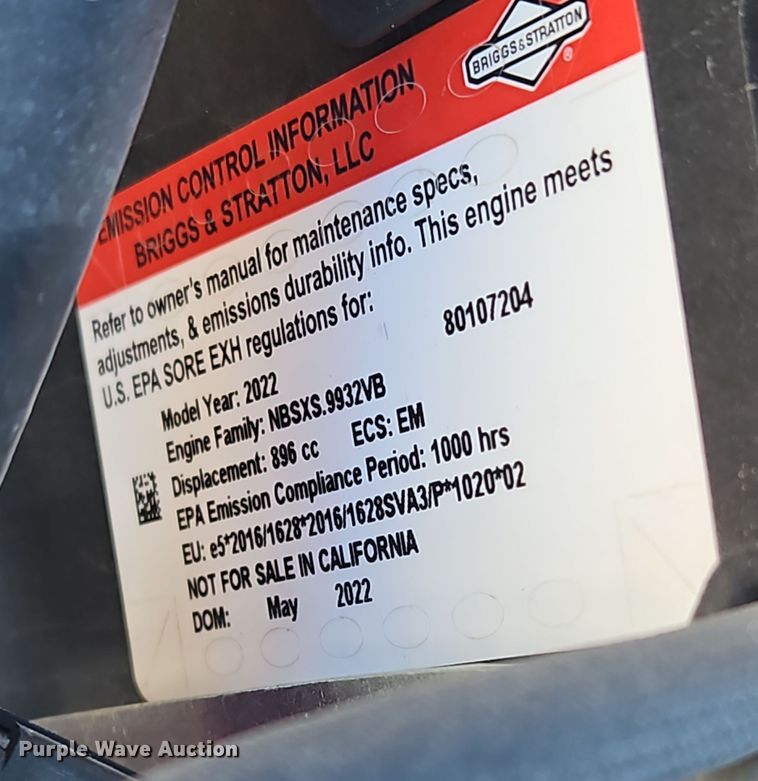 BRIGGS & STRATTON
®
EMISSION CONTROL INFORMATION
BRIGGS & STRATTON, LLC
Refer to owner's manual for maintenance specs,
adjustments, & emissions durability info. This engine meets
U.S. EPA SORE EXH regulations for:
80107204
Model Year: 2022
Engine Family: NBSXS.9932VB
Displacement: 896 cc ECS: EM
EPA Emission Compliance Period: 1000 hrs
EU: e5*2016/1628*2016/1628SVA3/P*1020*02
NOT FOR SALE IN CALIFORNIA
DOM: May 2022
Purple Wave Auction